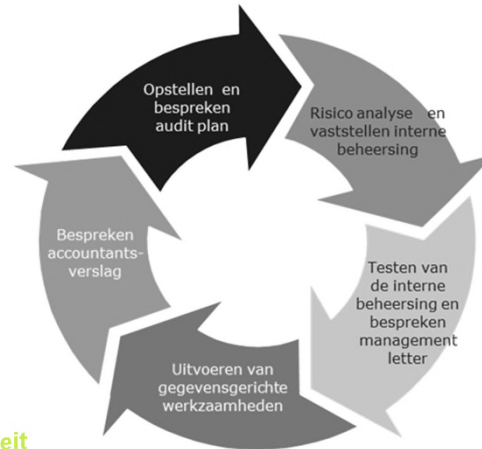 Opstellen en
bespreken
audit plan
Risico analyse en
vaststellen interne
beheersing
Testen van
de interne
beheersing en
bespreken
management
letter
Uitvoeren van
gegevensgerichte
werkzaamheden
Bespreken
accountants-
verslag
eit